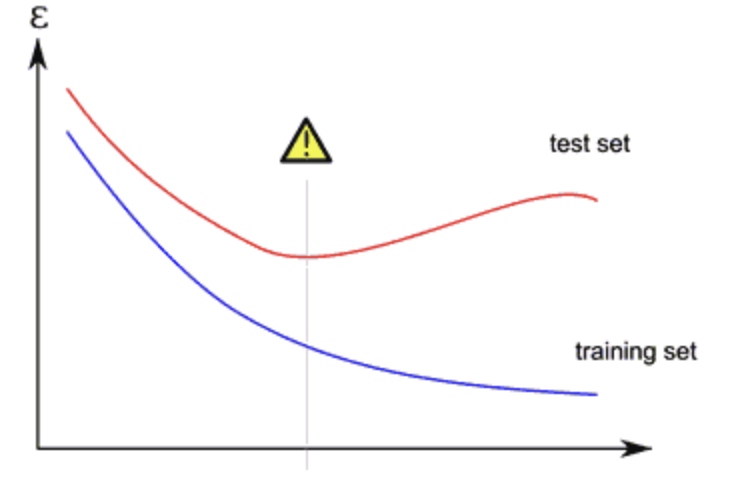 ε
!
test set
training set